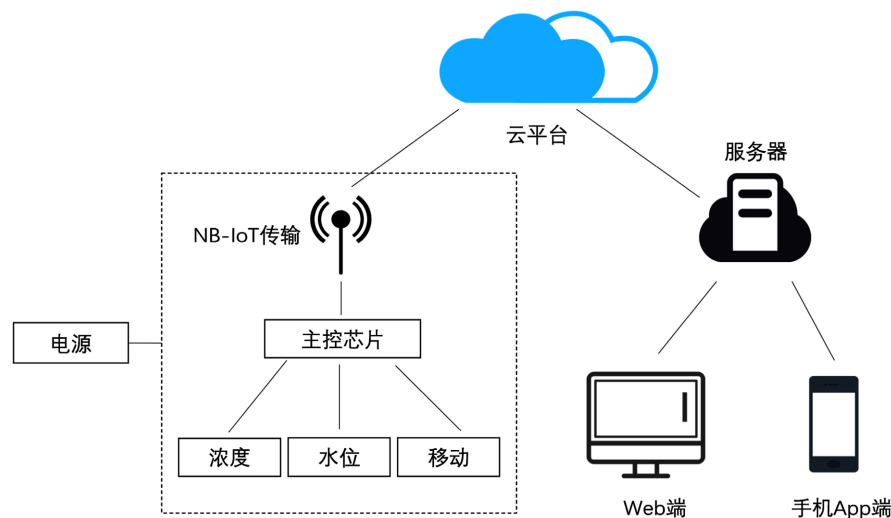 云平台
服务器
NB-IoT传输
电源
主控芯片
浓度
水位
移动
Web端
手机App端